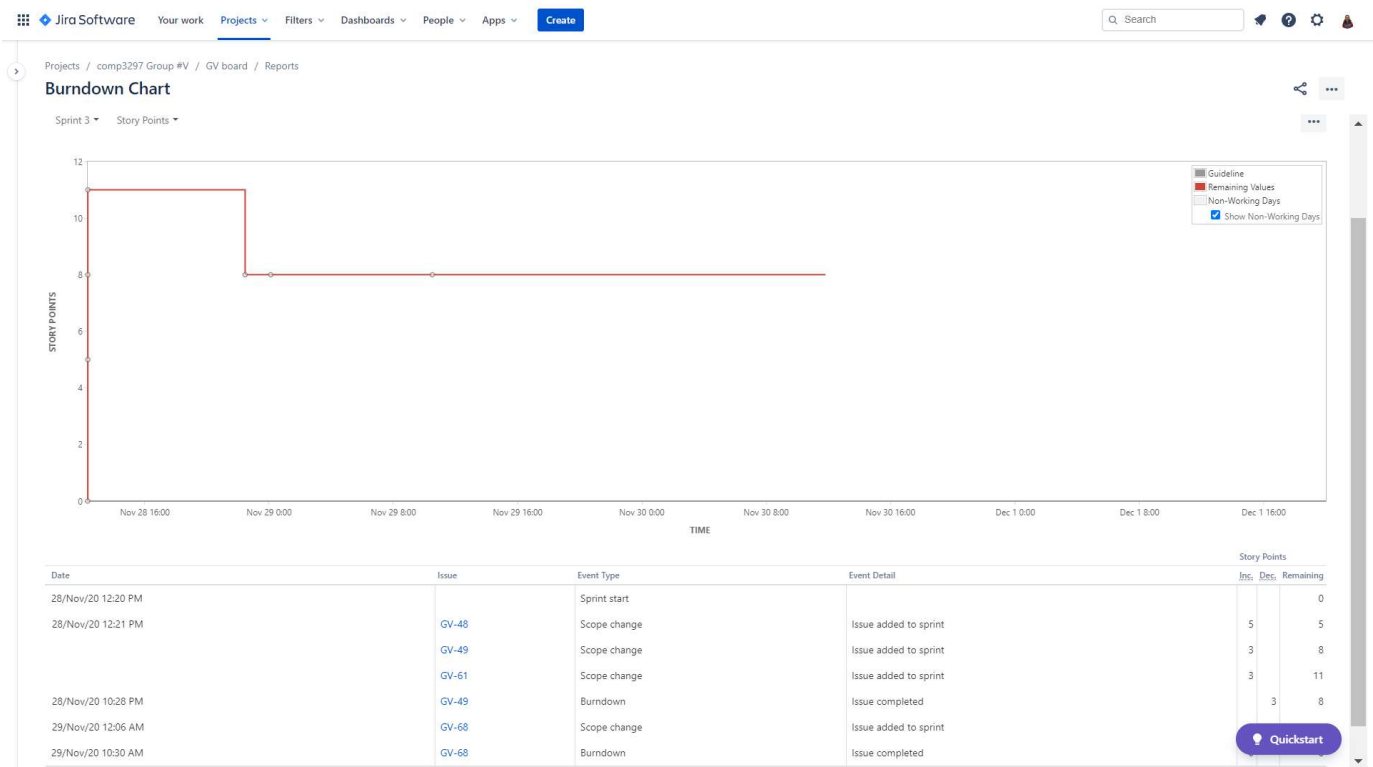 Jira Software Your work Projects Filters Dashboards People Apps Create Search
Projects / comp3297 Group #V / GV board / Reports
Burndown Chart
Sprint 3 Story Points
12
10
8
6
4
2
0
STORY POINTS
Guideline
Remaining Values
Non-Working Days
Show Non-Working Days
Nov 28 16:00 Nov 29 0:00 Nov 29 8:00 Nov 29 16:00 Nov 30 0:00 Nov 30 8:00 Nov 30 16:00 Dec 1 0:00 Dec 1 8:00 Dec 1 16:00
TIME
Story Points
Date Issue Event Type Event Detail Inc. Dec. Remaining
28/Nov/20 12:20 PM Sprint start 0
28/Nov/20 12:21 PM GV-48 Scope change Issue added to sprint 5 5
GV-49 Scope change Issue added to sprint 3 8
GV-61 Scope change Issue added to sprint 3 11
28/Nov/20 10:28 PM GV-49 Burndown Issue completed 3 8
29/Nov/20 12:06 AM GV-68 Scope change Issue added to sprint
29/Nov/20 10:30 AM GV-68 Burndown Issue completed
Quickstart